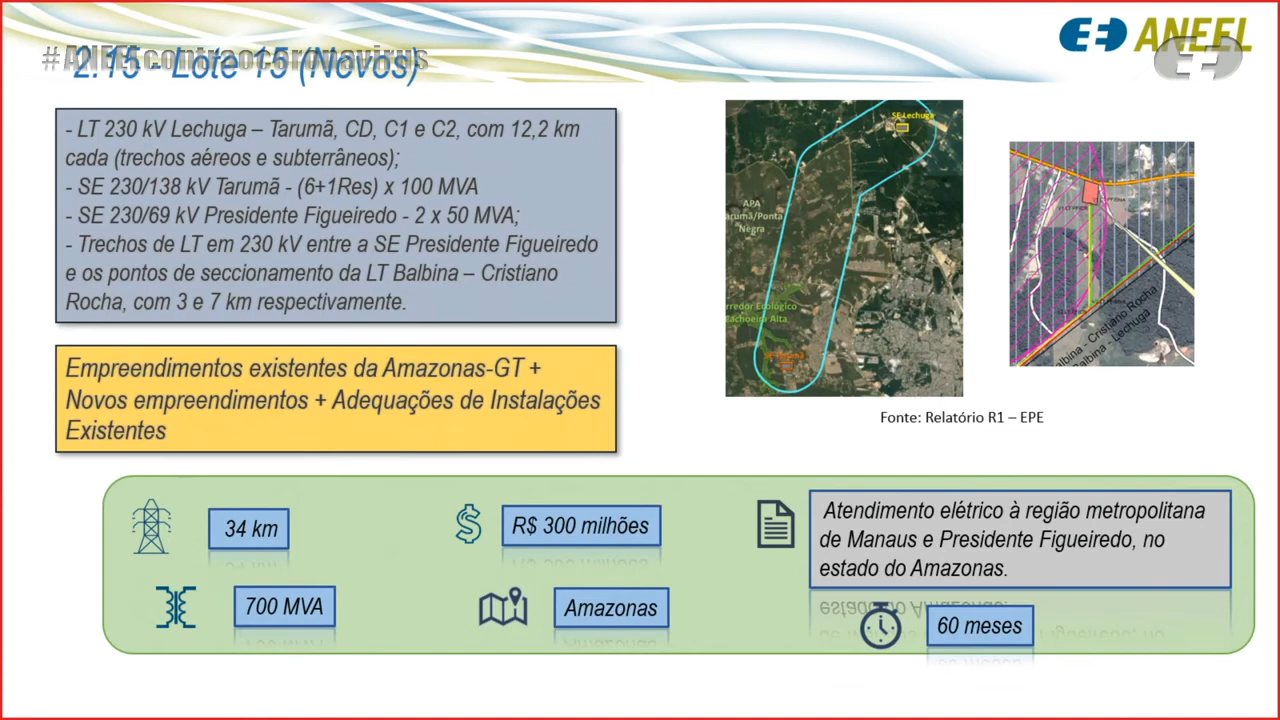 #ANEELcontraocoronavirus
2.15 - Lote 15 (Novos)
ANEEL
- LT 230 kV Lechuga – Tarumã, CD, C1 e C2, com 12,2 km
cada (trechos aéreos e subterrâneos);
- SE 230/138 kV Tarumã - (6+1Res) x 100 MVA
- SE 230/69 kV Presidente Figueiredo - 2 x 50 MVA;
- Trechos de LT em 230 kV entre a SE Presidente Figueiredo
e os pontos de seccionamento da LT Balbina – Cristiano
Rocha, com 3 e 7 km respectivamente.
Empreendimentos existentes da Amazonas-GT +
Novos empreendimentos + Adequações de Instalações
Existentes
SE Lechuga
APA
arumã/Ponta
Negra
rredor Ecológico
Cachoeira Alta
SE Tarumã
albina - Cristiano Rocha
Balbina - Lechuga
Fonte: Relatório R1 – EPE
34 km
R$ 300 milhões
Atendimento elétrico à região metropolitana
de Manaus e Presidente Figueiredo, no
estado do Amazonas.
700 MVA
Amazonas
60 meses